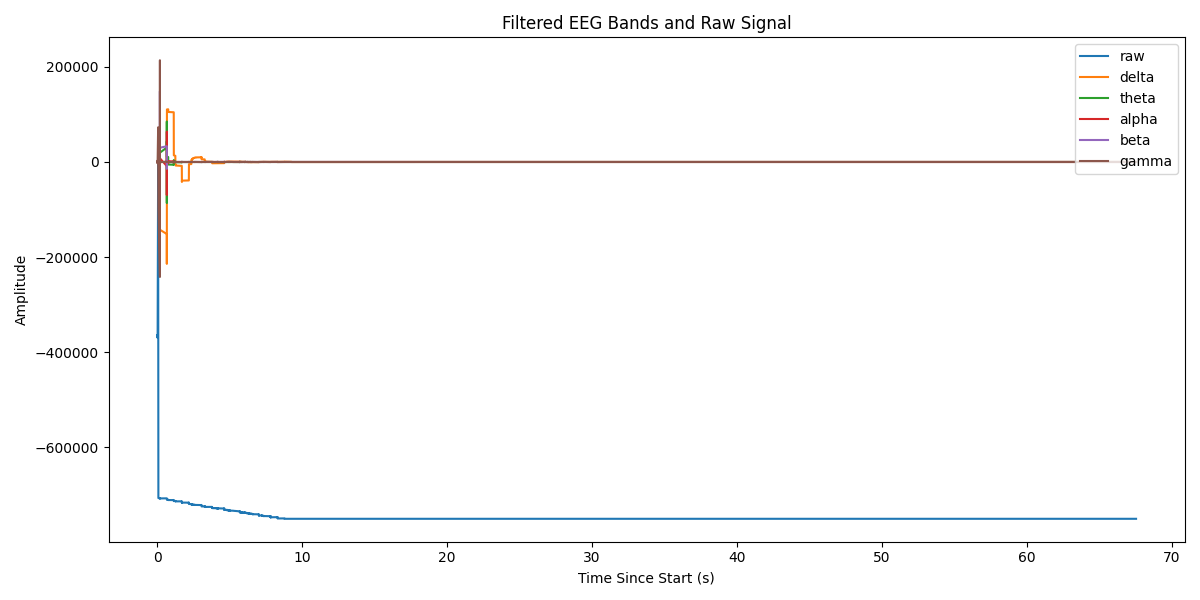 Filtered EEG Bands and Raw Signal
raw
delta
theta
alpha
beta
gamma
200000
0
−200000
−400000
−600000
Amplitude
0 10 20 30 40 50 60 70
Time Since Start (s)